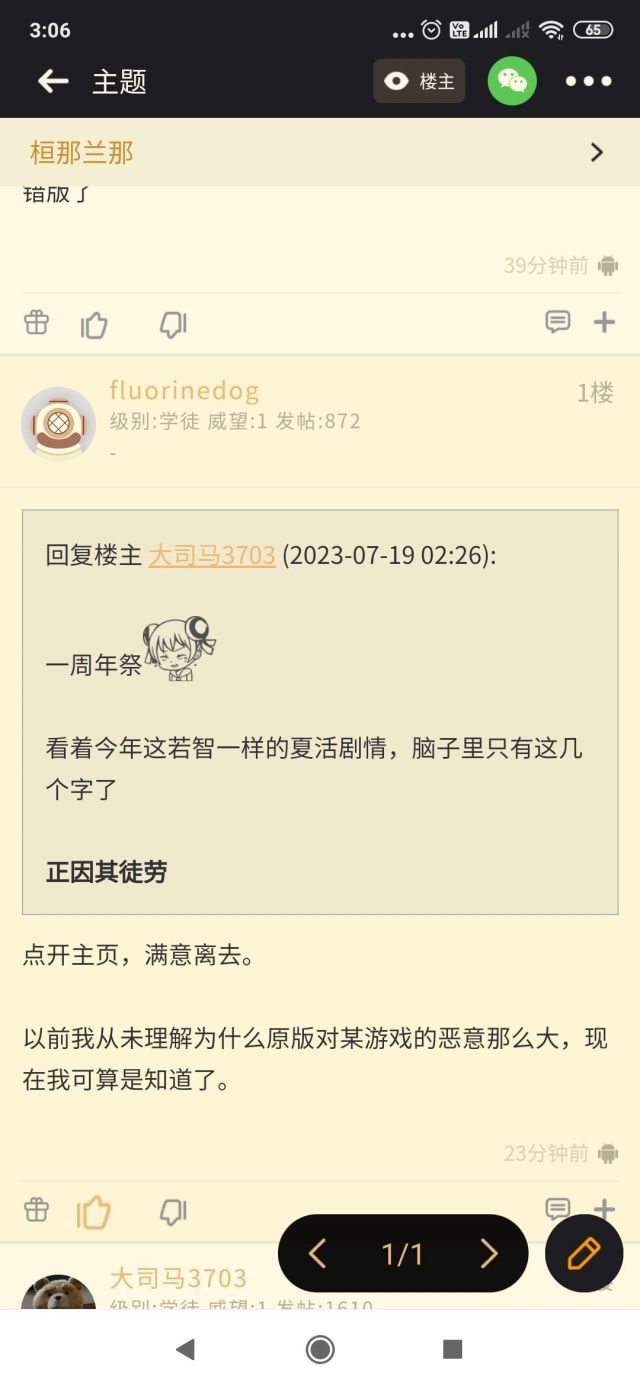 3:06
Vo LTE
65
主题
楼主
桓那兰那
错版了
39分钟前
fluorinedog
1楼
级别:学徒 威望:1 发帖:872
-
回复楼主 大司马3703 (2023-07-19 02:26):
一周年祭
看着今年这若智一样的夏活剧情，脑子里只有这几
个字了
正因其徒劳
点开主页，满意离去。
以前我从未理解为什么原版对某游戏的恶意那么大，现
在我可算是知道了。
23分钟前
1/1
大司马3703
级别:学徒 威望:1 发帖:1610